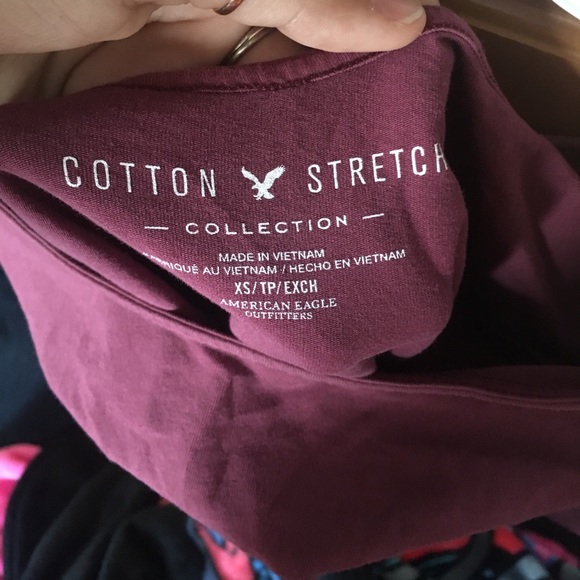 COTTON STRETCH
— COLLECTION —
MADE IN VIETNAM
AU VIETNAM / HECHO EN VIETNAM
XS/TP/EXCH
AMERICAN EAGLE
OUTFITTERS